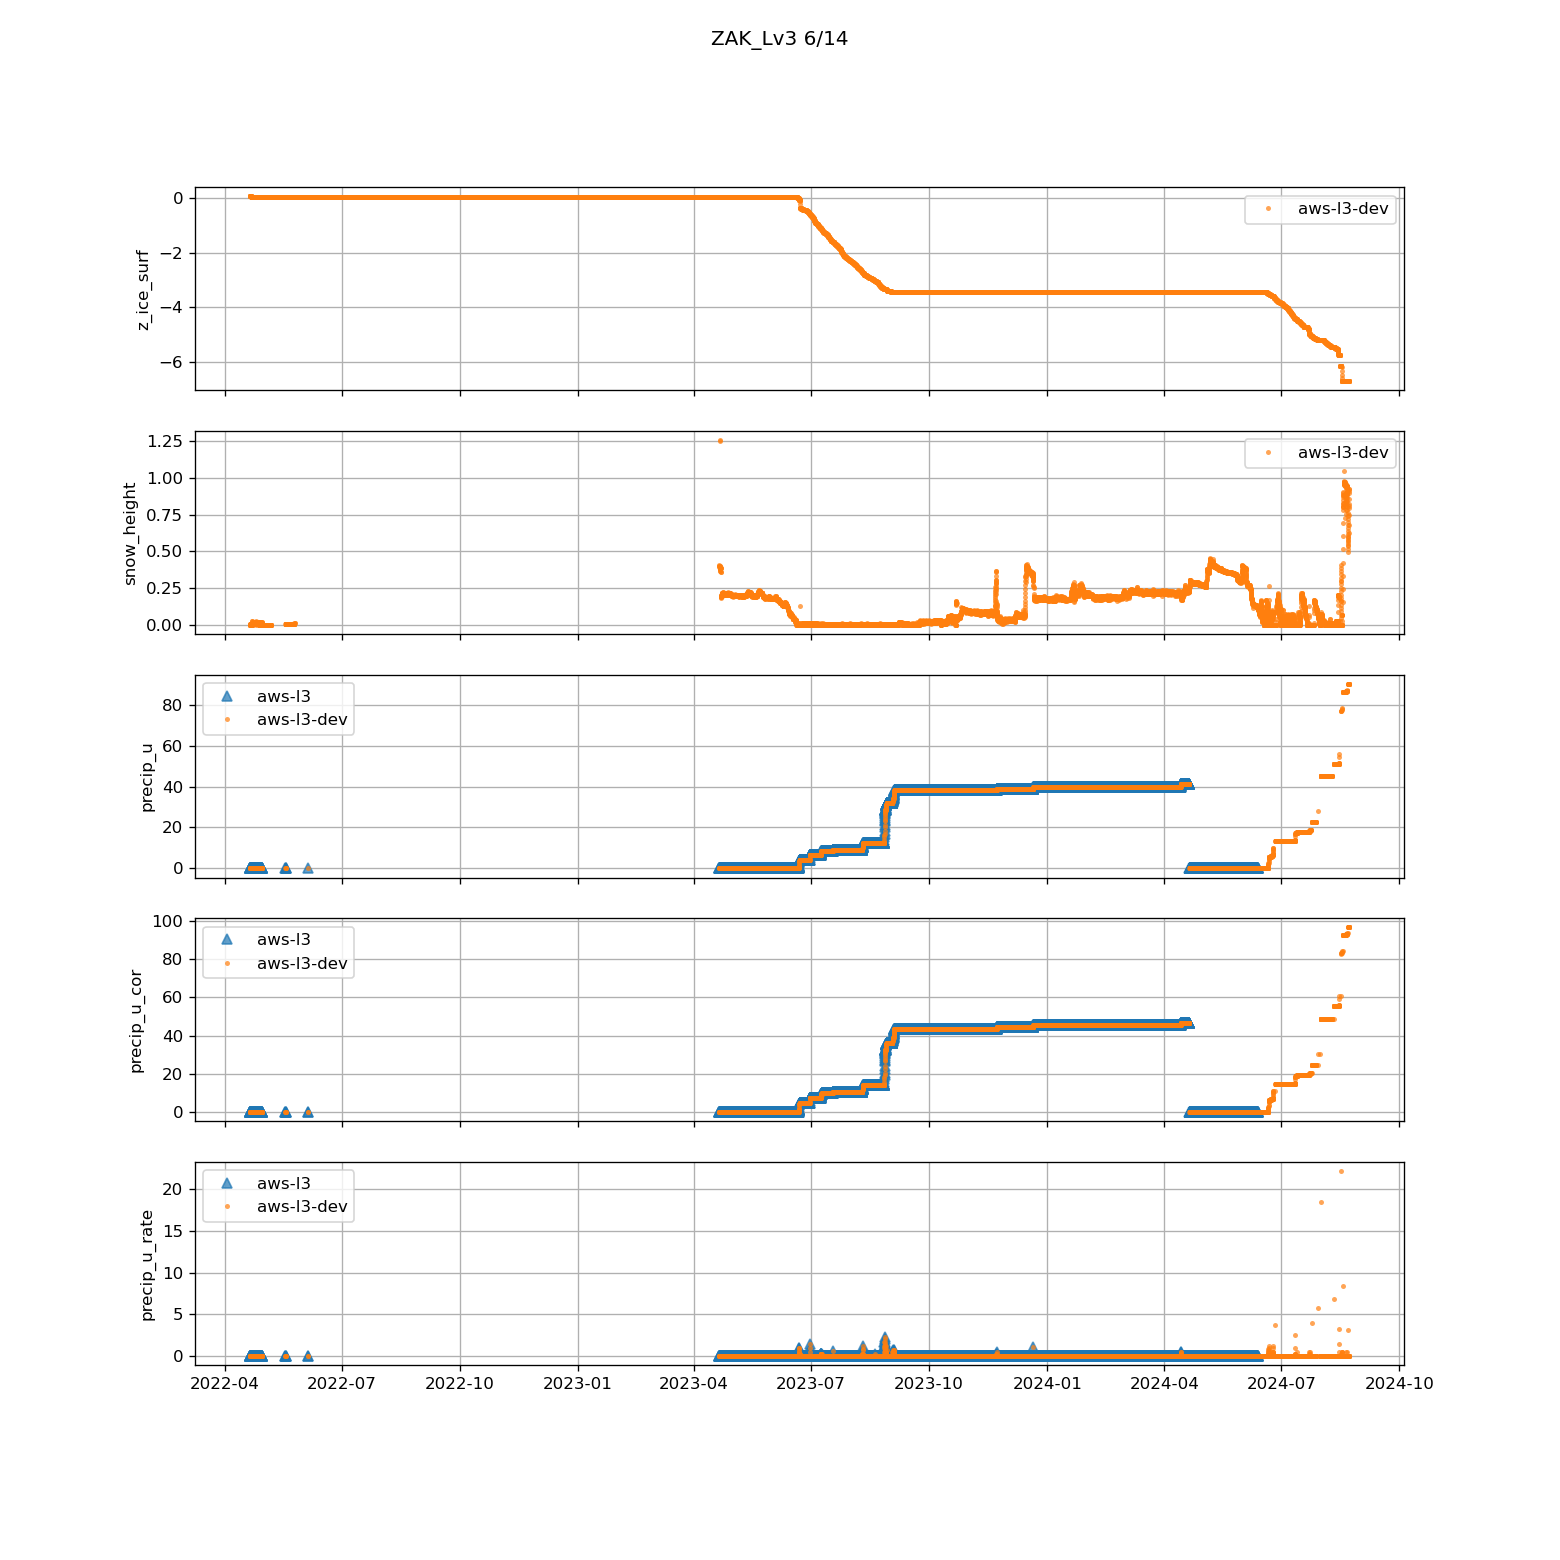 ZAK_Lv3 6/14
0
−2
−4
−6
z_ice_surf
aws-l3-dev
1.25
1.00
0.75
0.50
0.25
0.00
snow_height
aws-l3-dev
80
60
40
20
0
precip_u
aws-l3
aws-l3-dev
100
80
60
40
20
0
precip_u_cor
aws-l3
aws-l3-dev
20
15
10
5
0
precip_u_rate
aws-l3
aws-l3-dev
2022-04 2022-07 2022-10 2023-01 2023-04 2023-07 2023-10 2024-01 2024-04 2024-07 2024-10